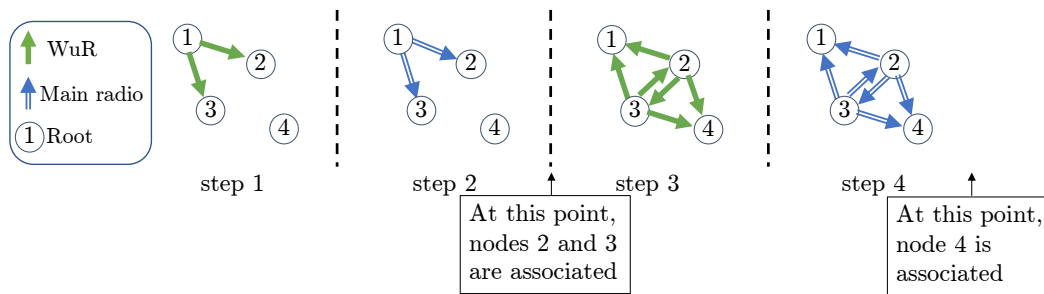 WuR
Main radio
1 Root
1
2
3
4
1
2
3
4
1
2
3
4
1
2
3
4
step 1
step 2
step 3
step 4
At this point,
nodes 2 and 3
are associated
At this point,
node 4 is
associated